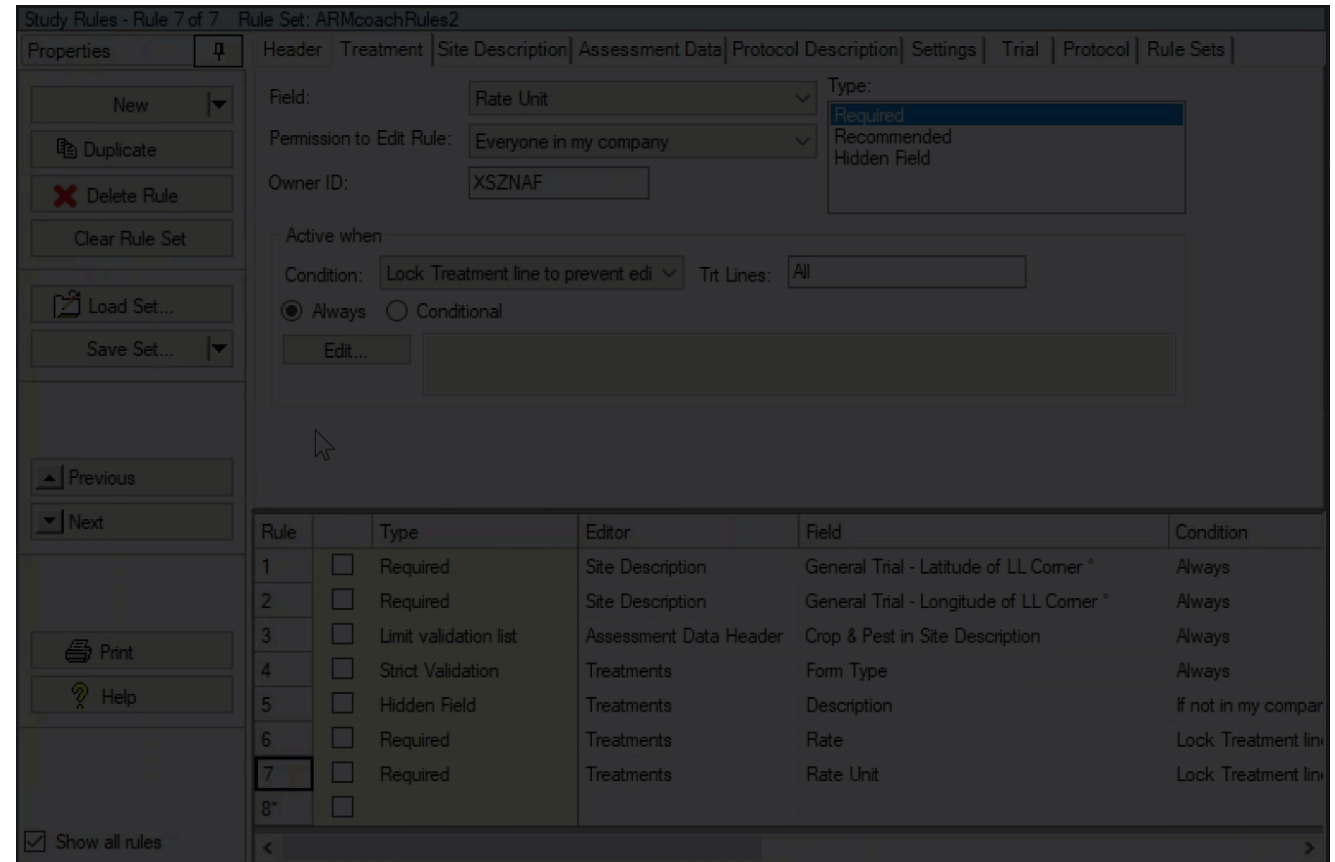 Study Rules - Rule 7 of 7 Rule Set: ARMcoachRules2
Properties
Header Treatment Site Description Assessment Data Protocol Description Settings Trial Protocol Rule Sets
New
Duplicate
Delete Rule
Clear Rule Set
Load Set...
Save Set...
Previous
Next
Print
Help
Show all rules
Field: Rate Unit
Permission to Edit Rule: Everyone in my company
Owner ID: XSZNAF
Type:
Required
Recommended
Hidden Field
Active when
Condition: Lock Treatment line to prevent edi Trt Lines: All
Always Conditional
Edit...
Rule Type Editor Field Condition
1 Required Site Description General Trial - Latitude of LL Corner ° Always
2 Required Site Description General Trial - Longitude of LL Corner ° Always
3 Limit validation list Assessment Data Header Crop & Pest in Site Description Always
4 Strict Validation Treatments Form Type Always
5 Hidden Field Treatments Description If not in my compar
6 Required Treatments Rate Lock Treatment lin
7 Required Treatments Rate Unit Lock Treatment lin
8*